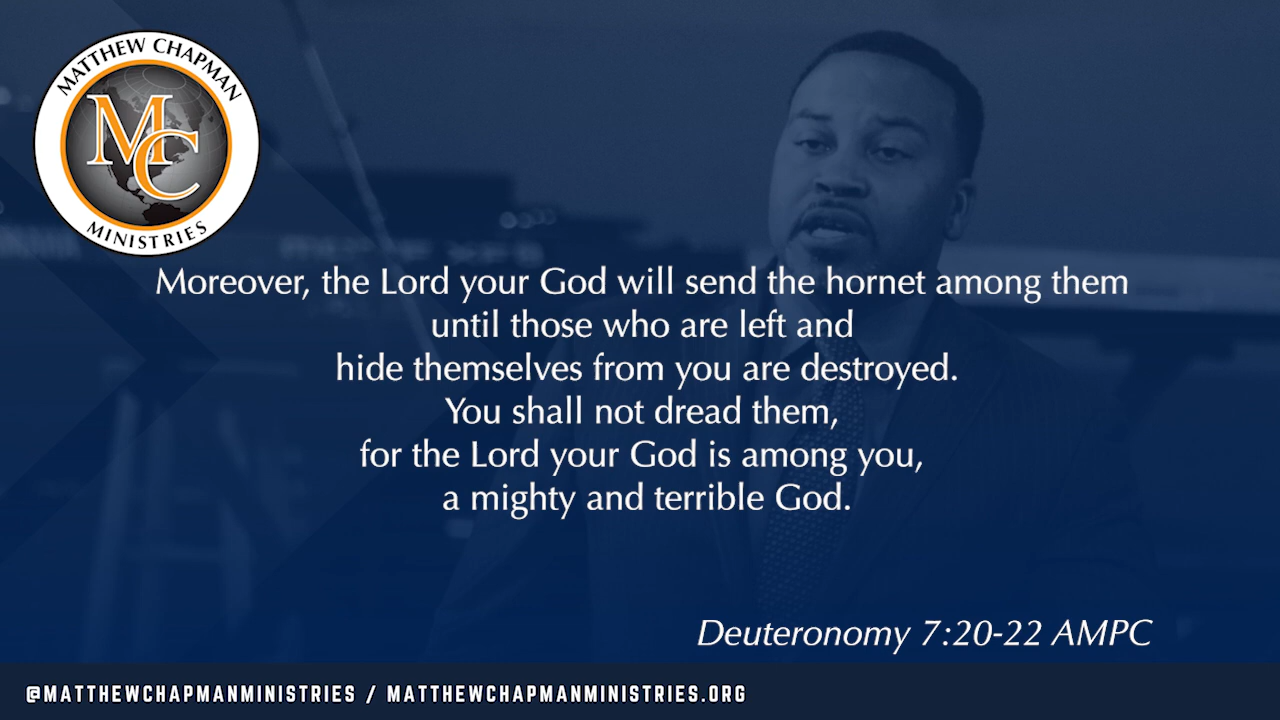 MATTHEW CHAPMAN
MC
MINISTRIES
Moreover, the Lord your God will send the hornet among them
until those who are left and
hide themselves from you are destroyed.
You shall not dread them,
for the Lord your God is among you,
a mighty and terrible God.
Deuteronomy 7:20-22 AMPC
@MATTHEWCHAPMANMINISTRIES / MATTHEWCHAPMANMINISTRIES.ORG